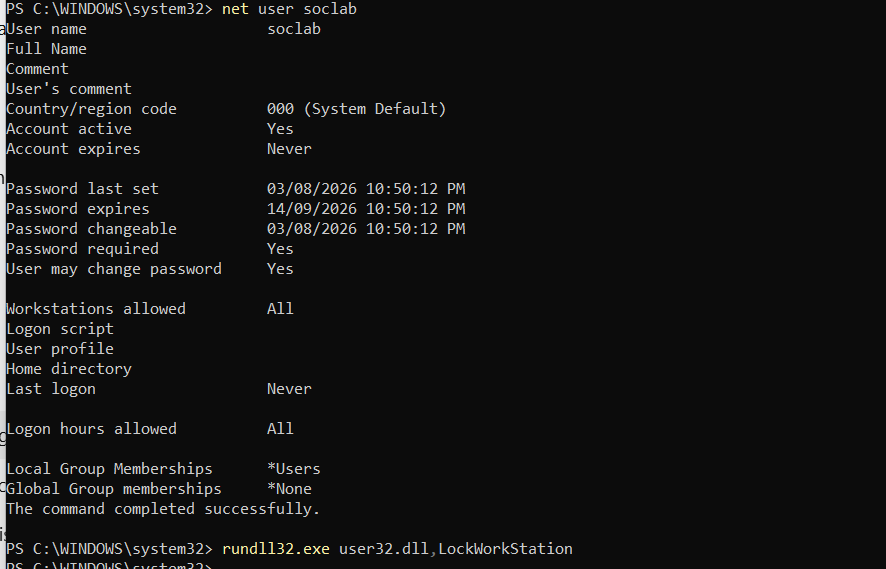 PS C:\WINDOWS\system32> net user soclab
User name                    soclab
Full Name
Comment
User's comment
Country/region code          000 (System Default)
Account active               Yes
Account expires              Never
Password last set            03/08/2026 10:50:12 PM
Password expires             14/09/2026 10:50:12 PM
Password changeable          03/08/2026 10:50:12 PM
Password required            Yes
User may change password     Yes
Workstations allowed         All
Logon script
User profile
Home directory
Last logon                   Never
Logon hours allowed          All
Local Group Memberships      *Users
Global Group memberships     *None
The command completed successfully.
PS C:\WINDOWS\system32> rundll32.exe user32.dll,LockWorkStation
PS C:\WINDOWS\system32>